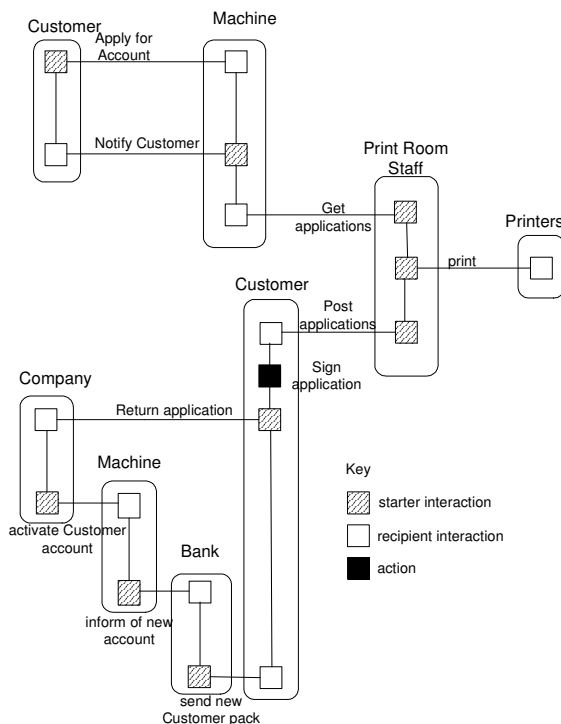 Customer
Machine
Apply for
Account
Notify Customer
Print Room
Staff
Get
applications
Printers
print
Customer
Post
applications
Sign
application
Company
Return application
Machine
Key
starter interaction
activate Customer
account
recipient interaction
Bank
action
inform of new
account
send new
Customer pack